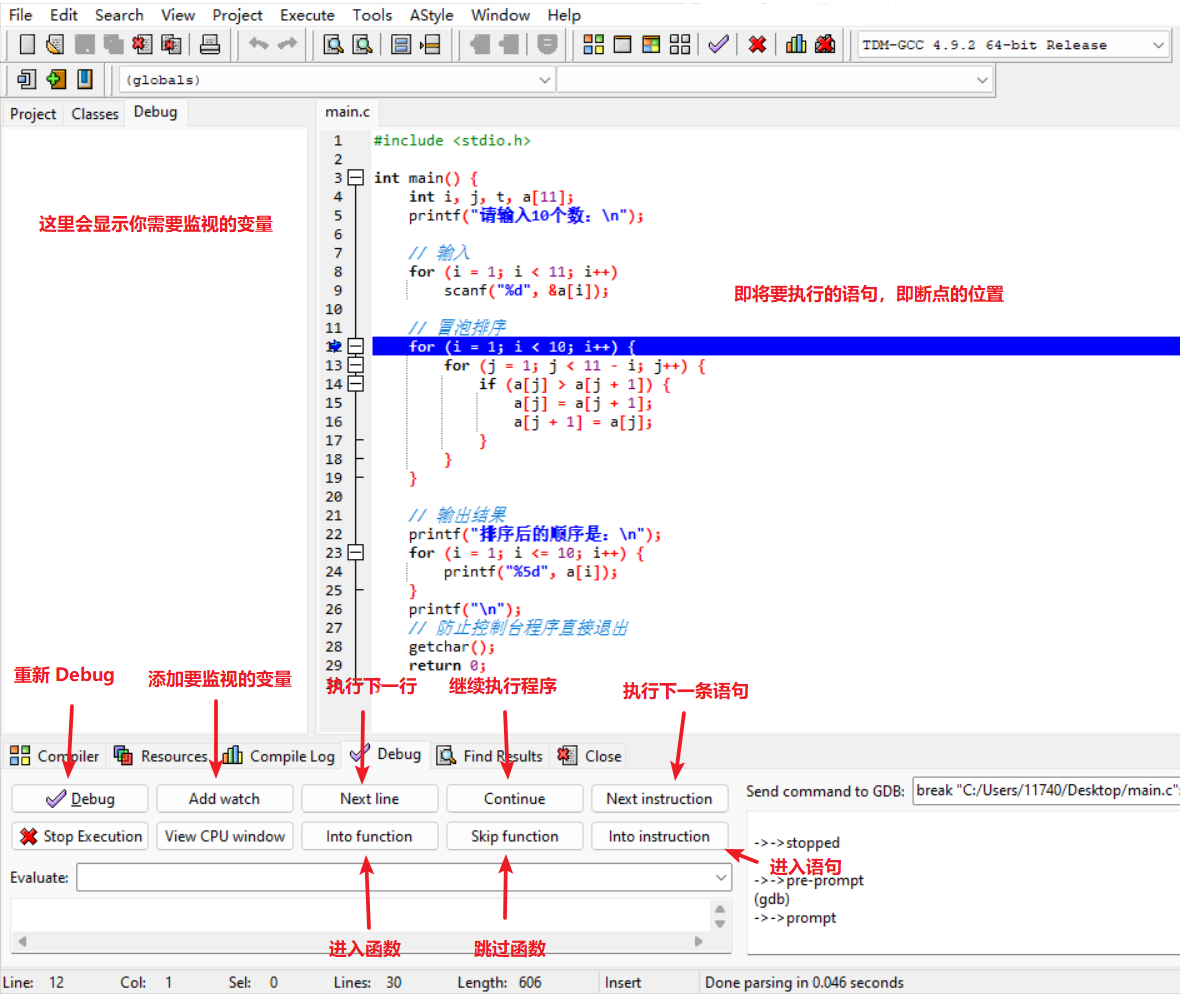 File Edit Search View Project Execute Tools AStyle Window Help
TDM-GCC 4.9.2 64-bit Release
(globals)
Project Classes Debug
main.c
1 #include <stdio.h>
2
3 int main() {
4 int i, j, t, a[11];
5 printf("请输入10个数：\n");
6
7 // 输入
8 for (i = 1; i < 11; i++)
9 scanf("%d", &a[i]);
10
11 // 冒泡排序
12 for (i = 1; i < 10; i++) {
13 for (j = 1; j < 11 - i; j++) {
14 if (a[j] > a[j + 1]) {
15 a[j] = a[j + 1];
16 a[j + 1] = a[j];
17 }
18 }
19 }
20
21 // 输出结果
22 printf("排序后的顺序是：\n");
23 for (i = 1; i <= 10; i++) {
24 printf("%5d", a[i]);
25 }
26 printf("\n");
27 // 防止控制台程序直接退出
28 getchar();
29 return 0;
这里会显示你需要监视的变量
即将要执行的语句，即断点的位置
重新 Debug
添加要监视的变量
执行下一行
继续执行程序
执行下一条语句
Compiler Resources Compile Log Debug Find Results Close
Debug Add watch Next line Continue Next instruction
Send command to GDB: break "C:/Users/11740/Desktop/main.c":
Stop Execution View CPU window Into function Skip function Into instruction
->->stopped
进入语句
->->pre-prompt
(gdb)
->->prompt
Evaluate:
进入函数
跳过函数
Line: 12 Col: 1 Sel: 0 Lines: 30 Length: 606 Insert Done parsing in 0.046 seconds